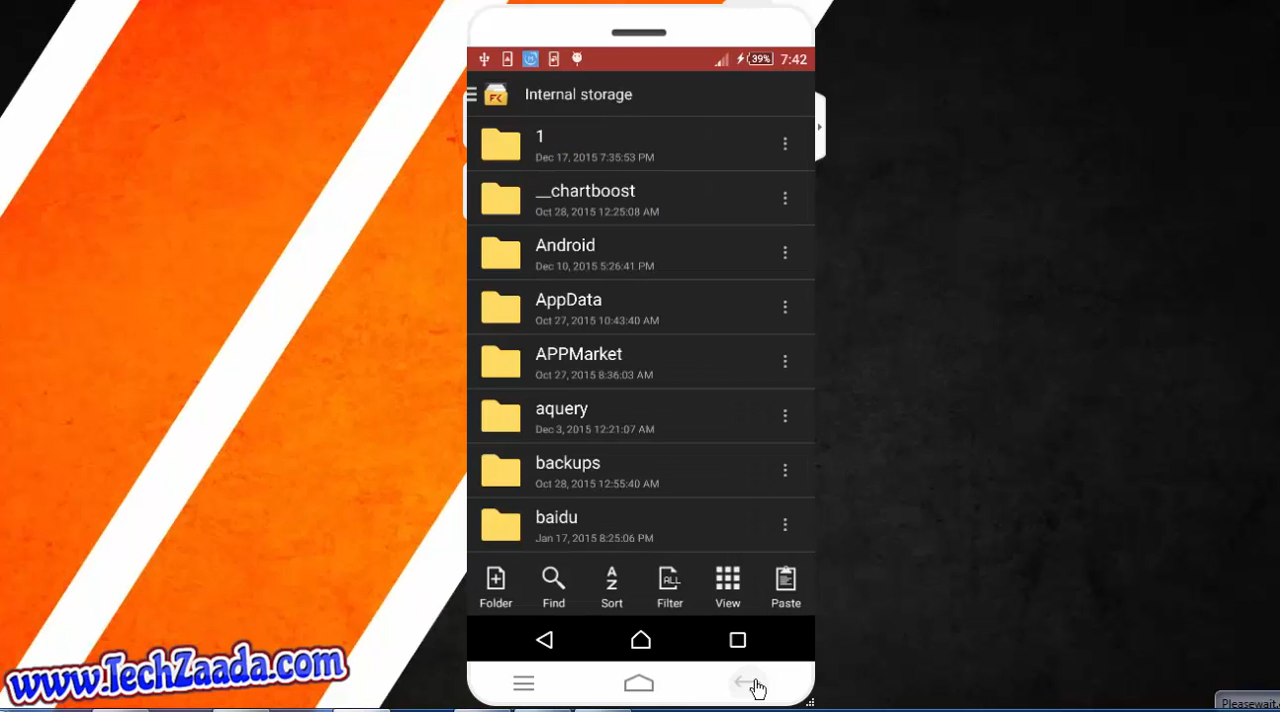 39%
7:42
FX
Internal storage
1
Dec 17, 2015 7:35:53 PM
__chartboost
Oct 28, 2015 12:25:08 AM
Android
Dec 10, 2015 5:26:41 PM
AppData
Oct 27, 2015 10:43:40 AM
APPMarket
Oct 27, 2015 8:36:03 AM
aquery
Dec 3, 2015 12:21:07 AM
backups
Oct 28, 2015 12:55:40 AM
baidu
Jan 17, 2015 8:25:06 PM
A
Z
ALL
Folder
Find
Sort
Filter
View
Paste
www.TechZaada.com
Pleasewait